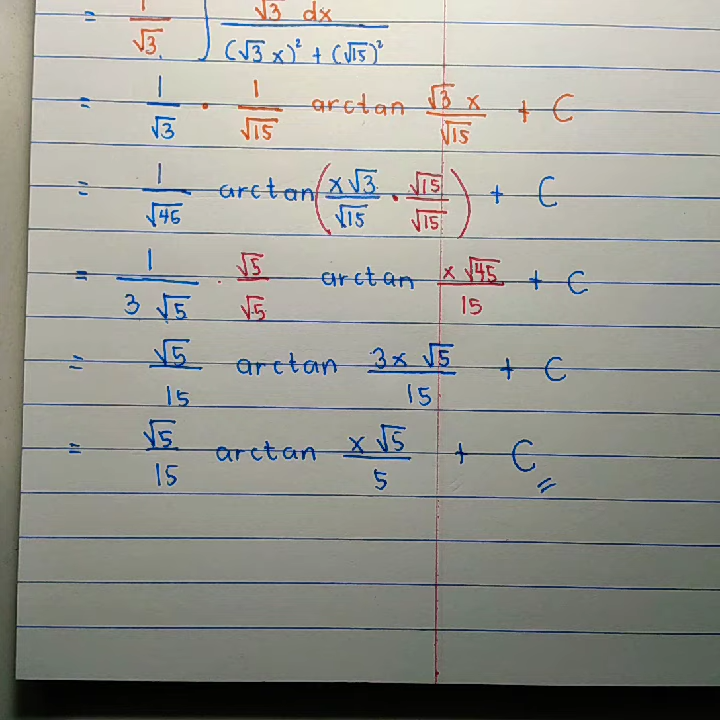 = 1/√3 ∫ √3 dx / (√3 x)² + (√15)²
= 1/√3 · 1/√15 arctan √3 x/√15 + C
= 1/√45 arctan (x√3/√15 · √15/√15) + C
= 1/3 √5 · √5/√5 arctan x √45/15 + C
= √5/15 arctan 3x √5/15 + C
= √5/15 arctan x √5/5 + C